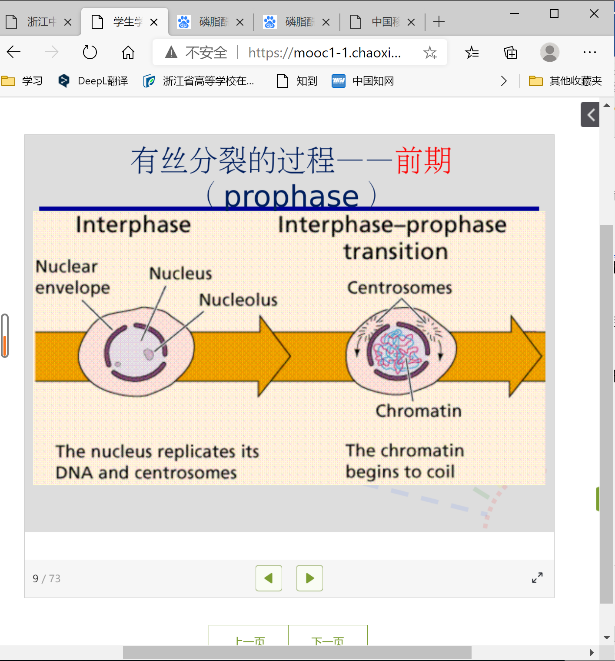 浙江中
学生学
磷脂酸
磷脂酸
中国
不安全
https://mooc1-1.chaoxi...
学习
DeepL翻译
浙江省高等学校在...
知到
中国知网
其他收藏夹
有丝分裂的过程——前期
（prophase）
Interphase
Interphase–prophase
transition
Nuclear
envelope
Nucleus
Nucleolus
Centrosomes
Chromatin
The nucleus replicates its
DNA and centrosomes
The chromatin
begins to coil
9 / 73
上一页
下一页